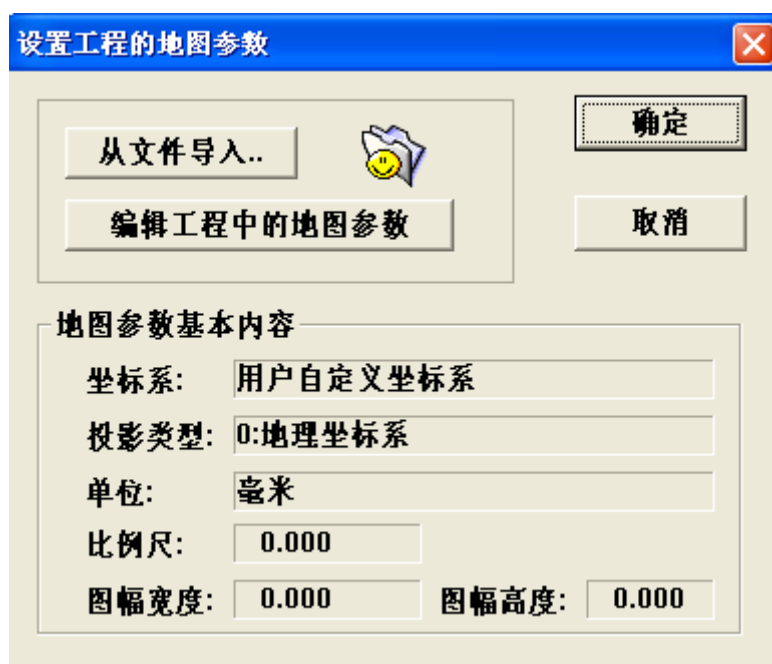 设置工程的地图参数
从文件导入..
确定
编辑工程中的地图参数
取消
地图参数基本内容
坐标系: 用户自定义坐标系
投影类型: 0:地理坐标系
单位: 毫米
比例尺: 0.000
图幅宽度: 0.000 图幅高度: 0.000